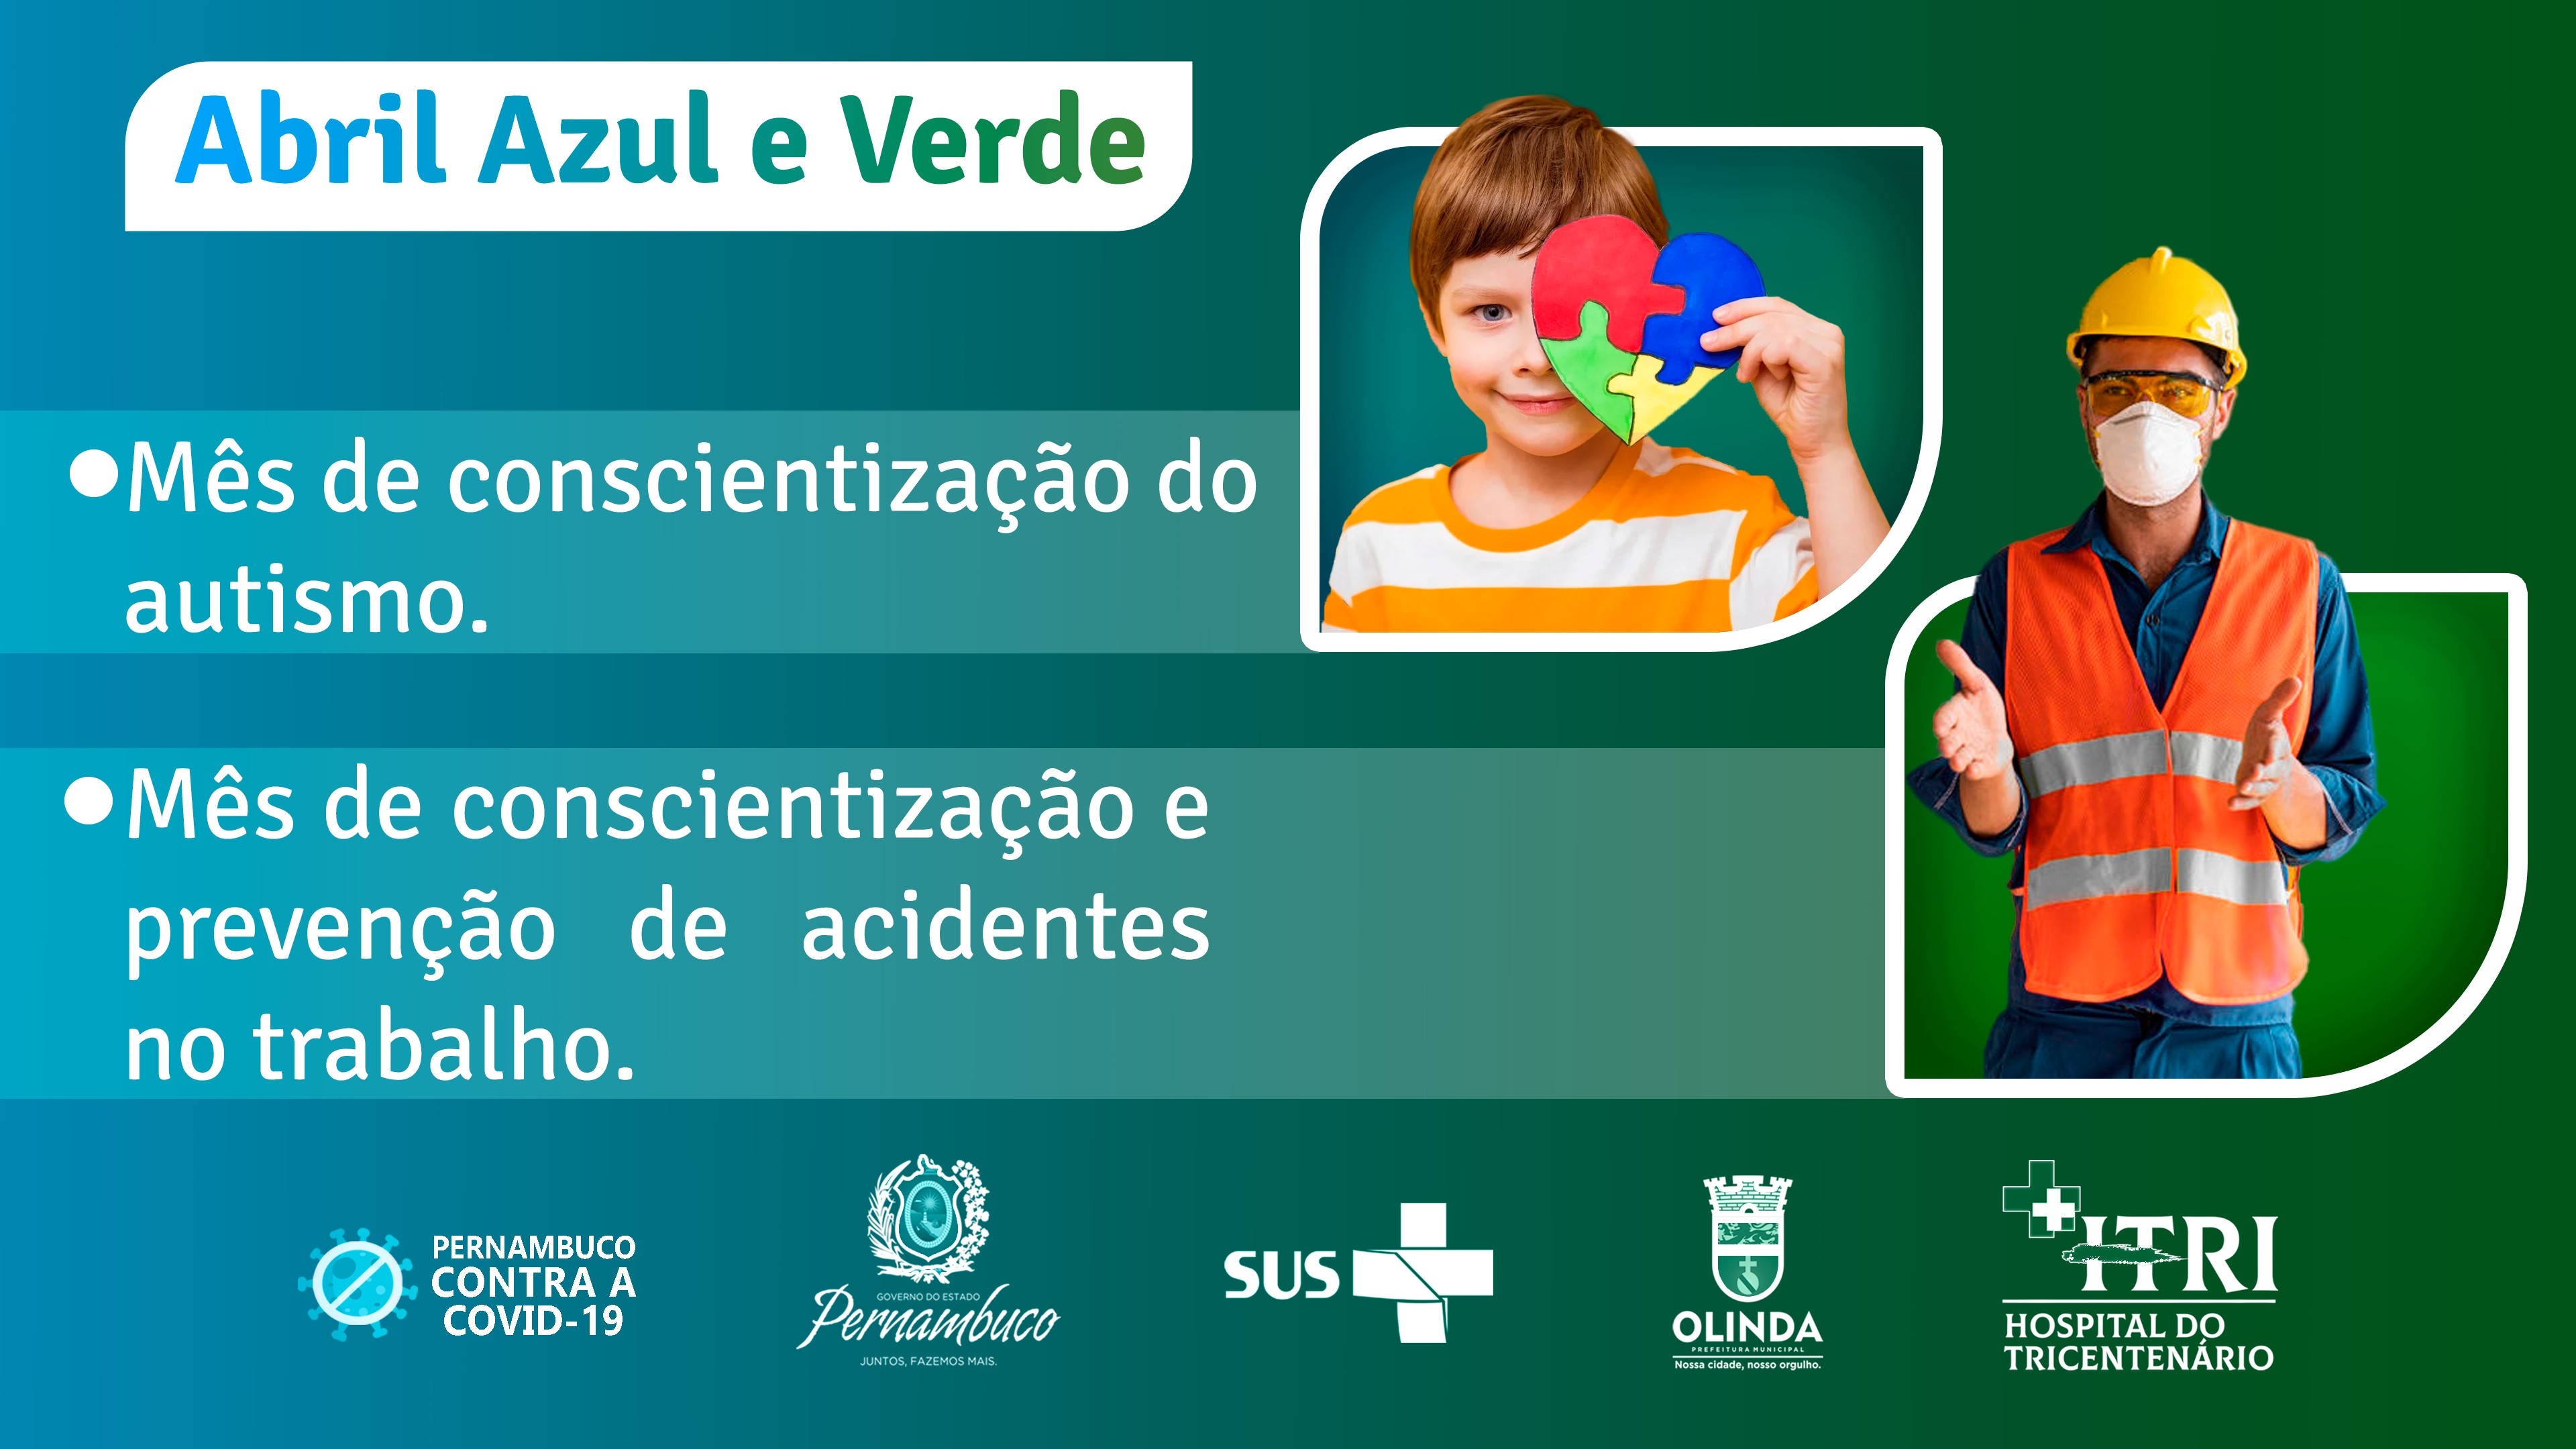 Abril Azul e Verde
•Mês de conscientização do
autismo.
•Mês de conscientização e
prevenção de acidentes
no trabalho.
PERNAMBUCO
CONTRA A
COVID-19
GOVERNO DO ESTADO
Pernambuco
JUNTOS, FAZEMOS MAIS.
SUS
OLINDA
PREFEITURA MUNICIPAL
Nossa cidade, nosso orgulho.
ITRI
HOSPITAL DO
TRICENTENÁRIO